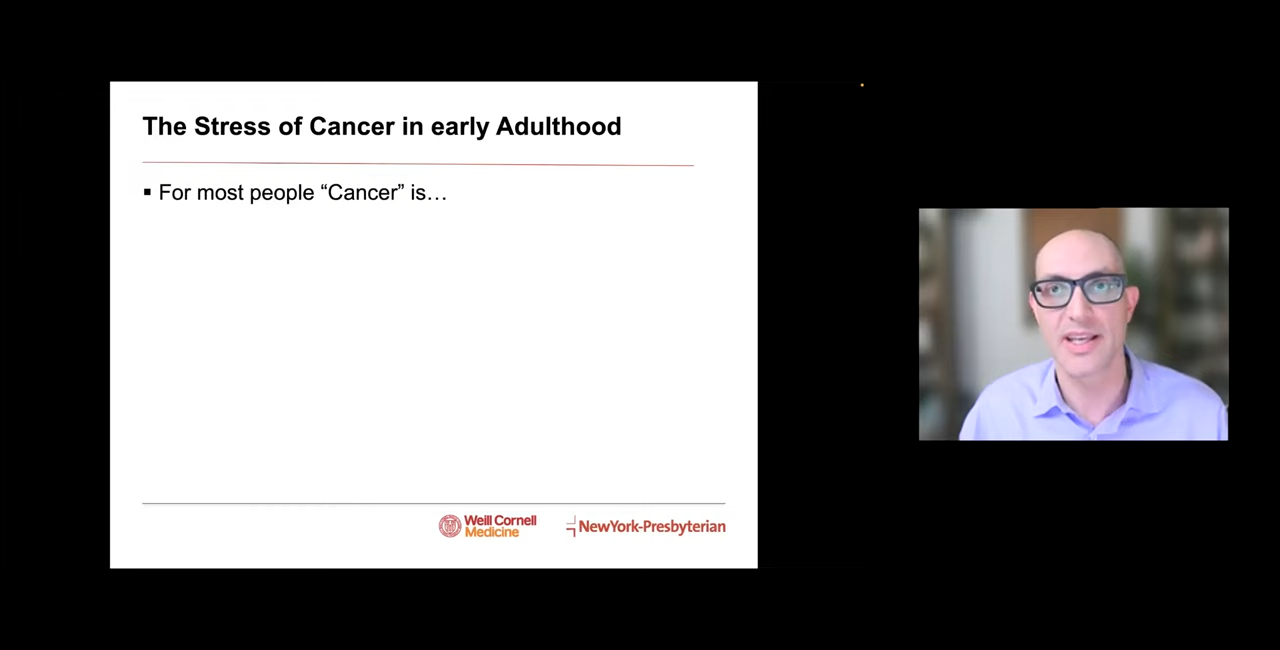 The Stress of Cancer in early Adulthood
▪ For most people “Cancer” is…
Weill Cornell
Medicine
NewYork-Presbyterian